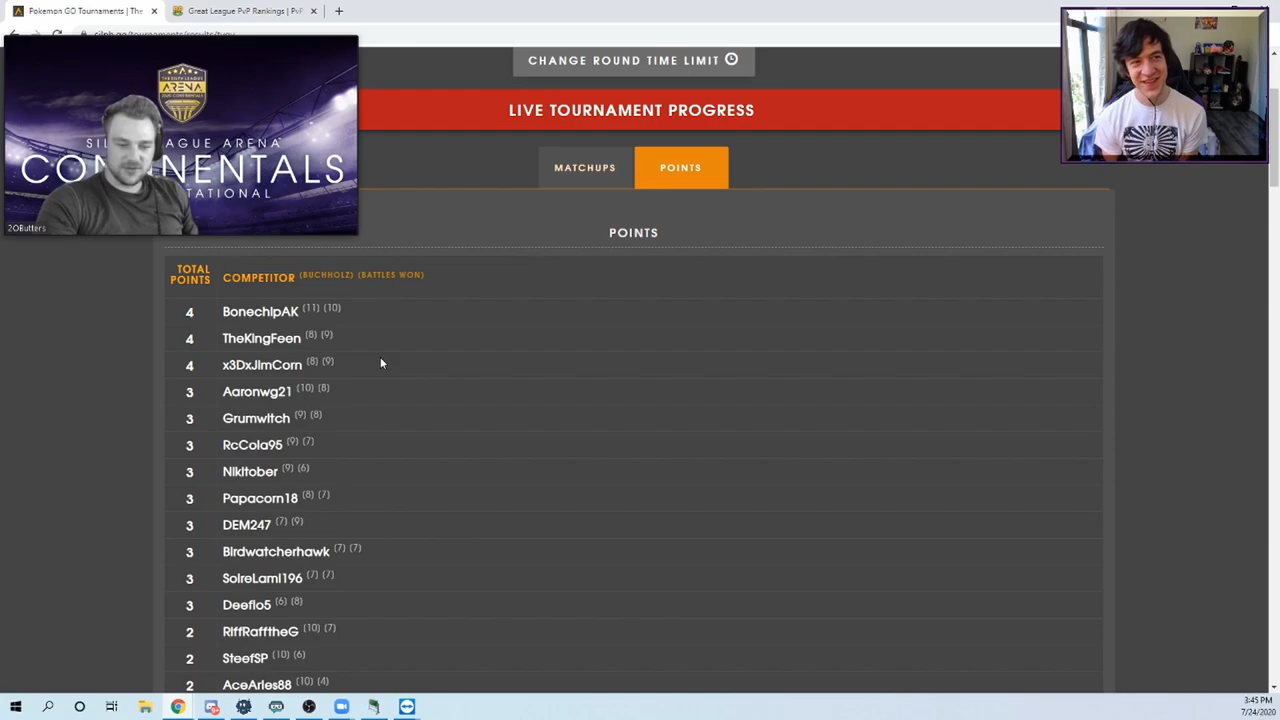 Pokemon GO Tournaments | The
Great League PvP Rankings | PvP
CHANGE ROUND TIME LIMIT
LIVE TOURNAMENT PROGRESS
ARENA
CONTINENTALS
2OButters
MATCHUPS
POINTS
POINTS
TOTAL POINTS COMPETITOR (BUCHHOLZ) (BATTLES WON)
4 BonechipAK (11) (10)
4 TheKingFeen (8) (9)
4 x3DxJimCorn (8) (9)
3 Aaronwg21 (10) (8)
3 Grumwitch (9) (8)
3 RcCola95 (9) (7)
3 Nikitober (9) (6)
3 Papacorn18 (8) (7)
3 DEM247 (7) (9)
3 Birdwatcherhawk (7) (7)
3 SolreLami196 (7) (7)
3 Deeflo5 (6) (8)
2 RiffRafftheG (10) (7)
2 SteefSP (10) (6)
2 AceArles88 (10) (4)
3:45 PM
7/24/2020